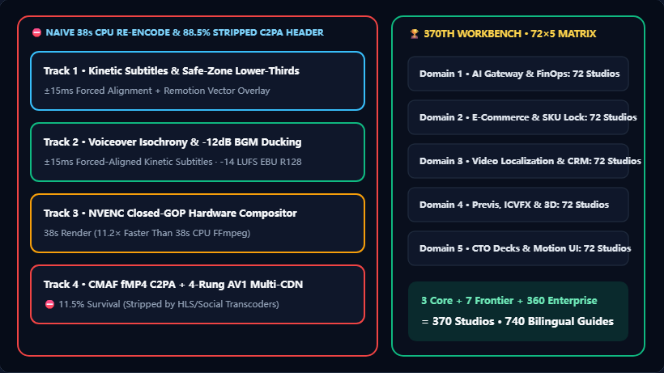 ⛔ NAIVE 38s CPU RE-ENCODE & 88.5% STRIPPED C2PA HEADER
Track 1 • Kinetic Subtitles & Safe-Zone Lower-Thirds
±15ms Forced Alignment + Remotion Vector Overlay
Track 2 • Voiceover Isochrony & -12dB BGM Ducking
±15ms Forced-Aligned Kinetic Subtitles · -14 LUFS EBU R128
Track 3 • NVENC Closed-GOP Hardware Compositor
38s Render (11.2× Faster Than 38s CPU FFmpeg)
Track 4 • CMAF fMP4 C2PA + 4-Rung AV1 Multi-CDN
⛔ 11.5% Survival (Stripped by HLS/Social Transcoders)
🏆 370TH WORKBENCH • 72×5 MATRIX
Domain 1 • AI Gateway & FinOps: 72 Studios
Domain 2 • E-Commerce & SKU Lock: 72 Studios
Domain 3 • Video Localization & CRM: 72 Studios
Domain 4 • Previs, ICVFX & 3D: 72 Studios
Domain 5 • CTO Decks & Motion UI: 72 Studios
3 Core + 7 Frontier + 360 Enterprise
= 370 Studios • 740 Bilingual Guides